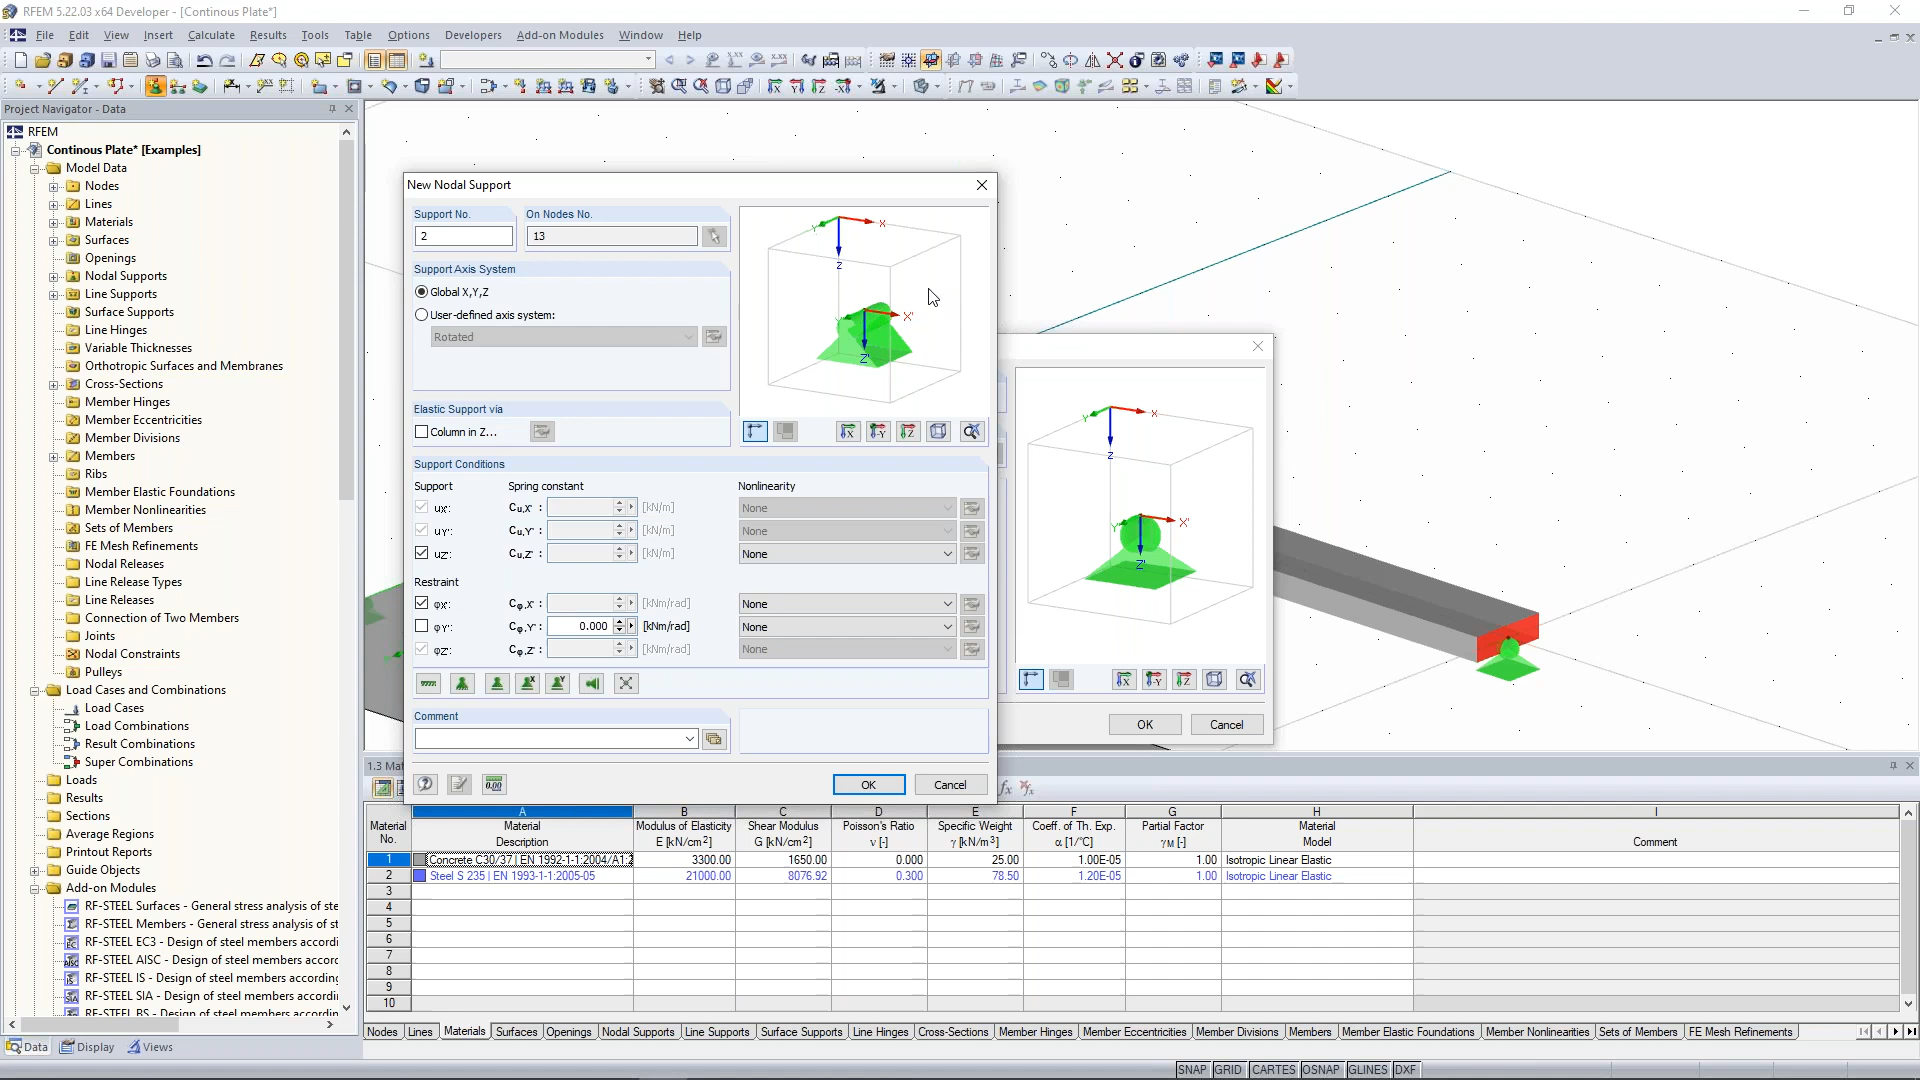 RFEM 5.22.03 x64 Developer - [Continous Plate*]
File Edit View Insert Calculate Results Tools Table Options Developers Add-on Modules Window Help
Project Navigator - Data
RFEM
Continous Plate* [Examples]
Model Data
Nodes
Lines
Materials
Surfaces
Openings
Nodal Supports
Line Supports
Surface Supports
Line Hinges
Variable Thicknesses
Orthotropic Surfaces and Membranes
Cross-Sections
Member Hinges
Member Eccentricities
Member Divisions
Members
Ribs
Member Elastic Foundations
Member Nonlinearities
Sets of Members
FE Mesh Refinements
Nodal Releases
Line Release Types
Line Releases
Connection of Two Members
Joints
Nodal Constraints
Pulleys
Load Cases and Combinations
Load Cases
Load Combinations
Result Combinations
Super Combinations
Loads
Results
Sections
Average Regions
Printout Reports
Guide Objects
Add-on Modules
RF-STEEL Surfaces - General stress analysis of ste
RF-STEEL Members - General stress analysis of st
RF-STEEL EC3 - Design of steel members accordi
RF-STEEL AISC - Design of steel members accor
RF-STEEL IS - Design of steel members according
RF-STEEL SIA - Design of steel members accordi
RF-STEEL BS - Design of steel members accordin
Data Display Views
New Nodal Support
Support No.
2
On Nodes No.
13
Support Axis System
Global X,Y,Z
User-defined axis system:
Rotated
Elastic Support via
Column in Z...
X
Y
Z
X'
Y'
Z'
Support Conditions
Support Spring constant Nonlinearity
uX': Cu,X' : [kN/m] None
uY': Cu,Y' : [kN/m] None
uZ': Cu,Z' : [kN/m] None
Restraint
φX': Cφ,X' : [kNm/rad] None
φY': Cφ,Y' : 0.000 [kNm/rad] None
φZ': Cφ,Z' : [kNm/rad] None
Comment
OK Cancel
X
Y
Z
X'
Y'
Z'
OK Cancel
1.3 Mat
A B C D E F G H I
Material No. Material Description Modulus of Elasticity E [kN/cm2] Shear Modulus G [kN/cm2] Poisson's Ratio ν [-] Specific Weight γ [kN/m3] Coeff. of Th. Exp. α [1/°C] Partial Factor γM [-] Material Model Comment
1 Concrete C30/37 | EN 1992-1-1:2004/A1:2 3300.00 1650.00 0.000 25.00 1.00E-05 1.00 Isotropic Linear Elastic
2 Steel S 235 | EN 1993-1-1:2005-05 21000.00 8076.92 0.300 78.50 1.20E-05 1.00 Isotropic Linear Elastic
3
4
5
6
7
8
9
10
Nodes Lines Materials Surfaces Openings Nodal Supports Line Supports Surface Supports Line Hinges Cross-Sections Member Hinges Member Eccentricities Member Divisions Members Member Elastic Foundations Member Nonlinearities Sets of Members FE Mesh Refinements
SNAP GRID CARTES OSNAP GLINES DXF